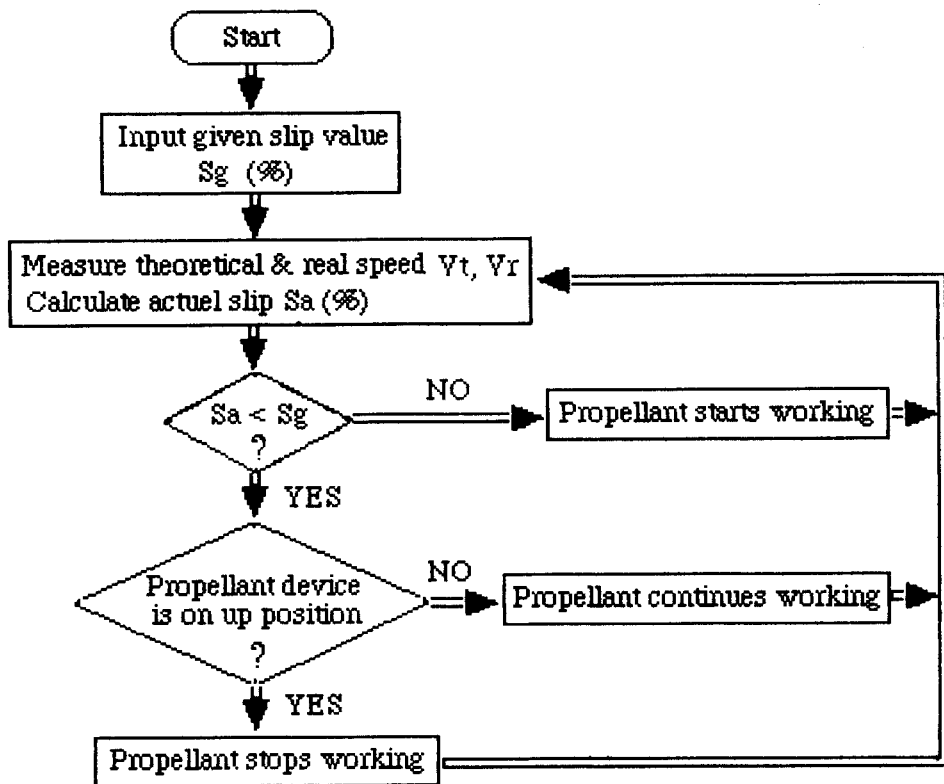 Start
Input given slip value
Sg (%)
Measure theoretical & real speed Vt, Vr
Calculate actuel slip Sa (%)
Sa < Sg
?
NO
Propellant starts working
YES
Propellant device
is on up position
?
NO
Propellant continues working
YES
Propellant stops working